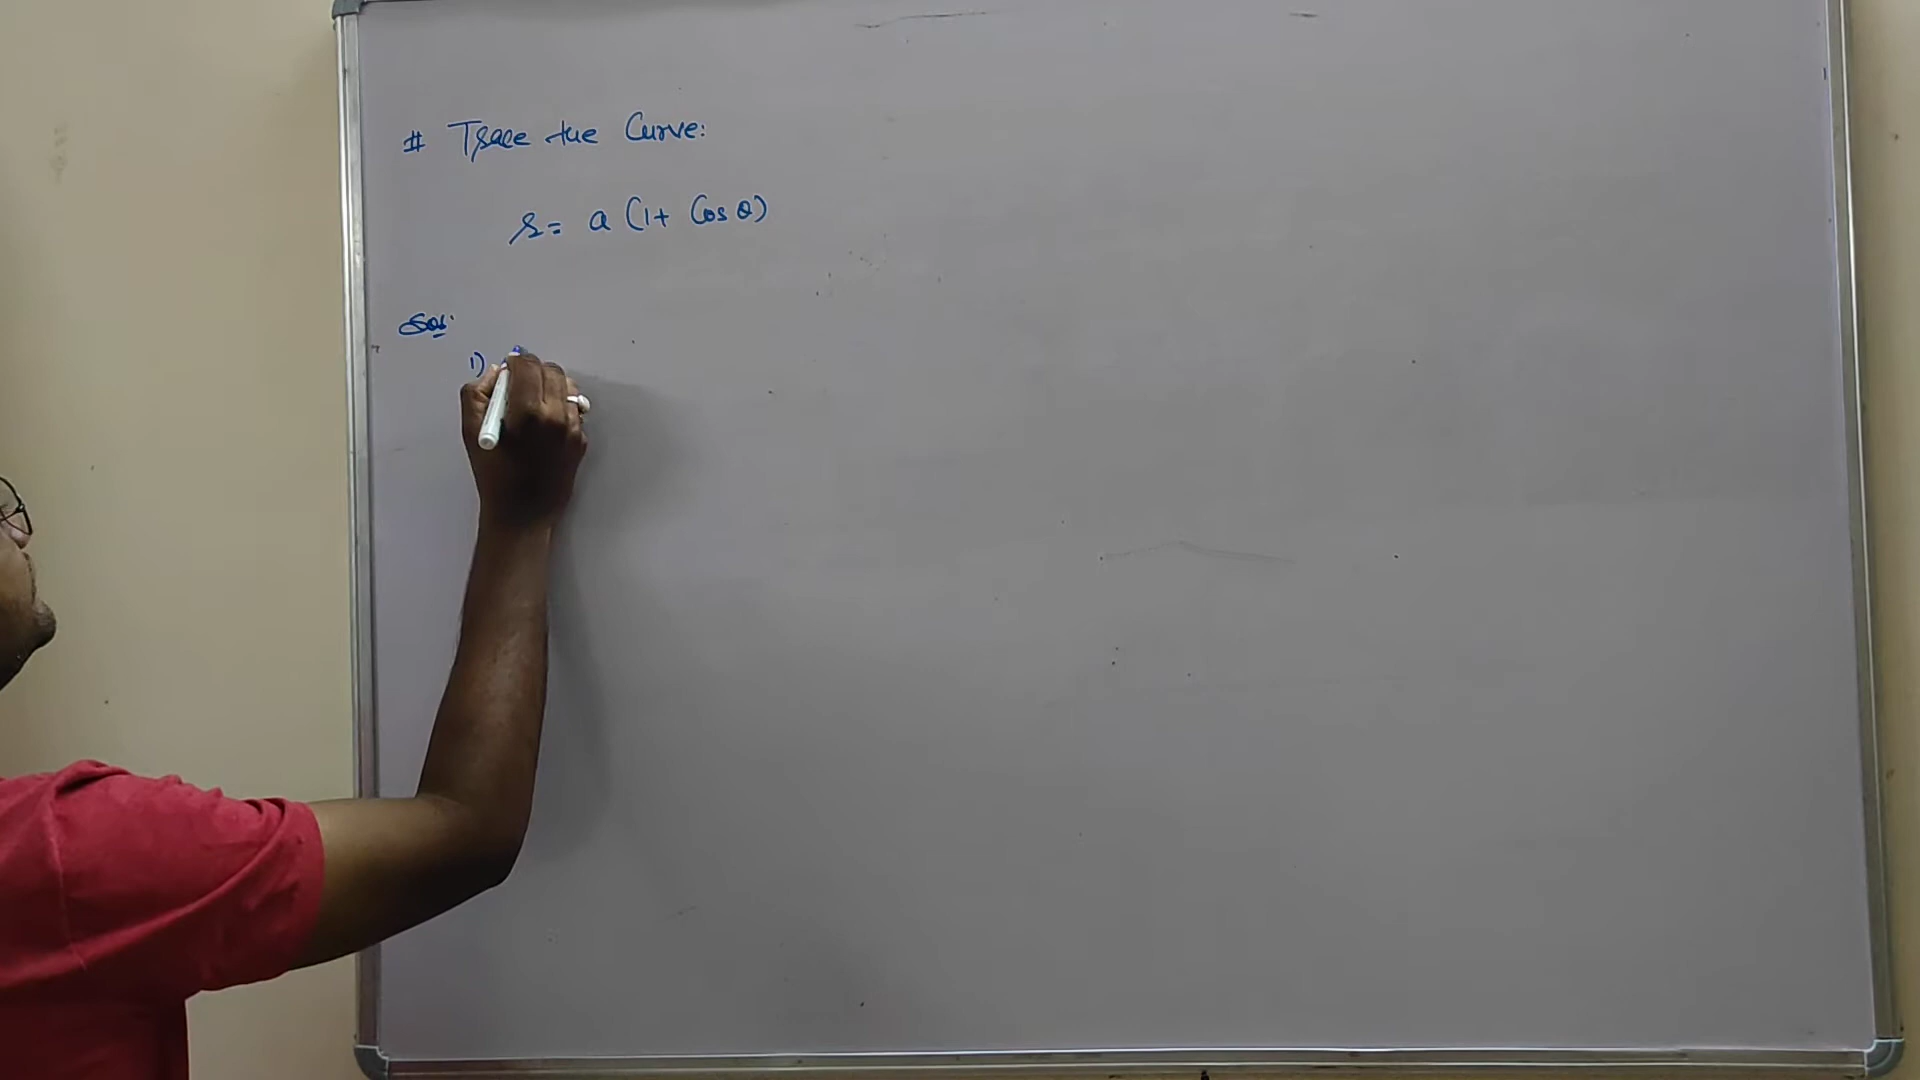 # Trace the Curve:
r = a (1 + Cos θ)
Sol:
1)